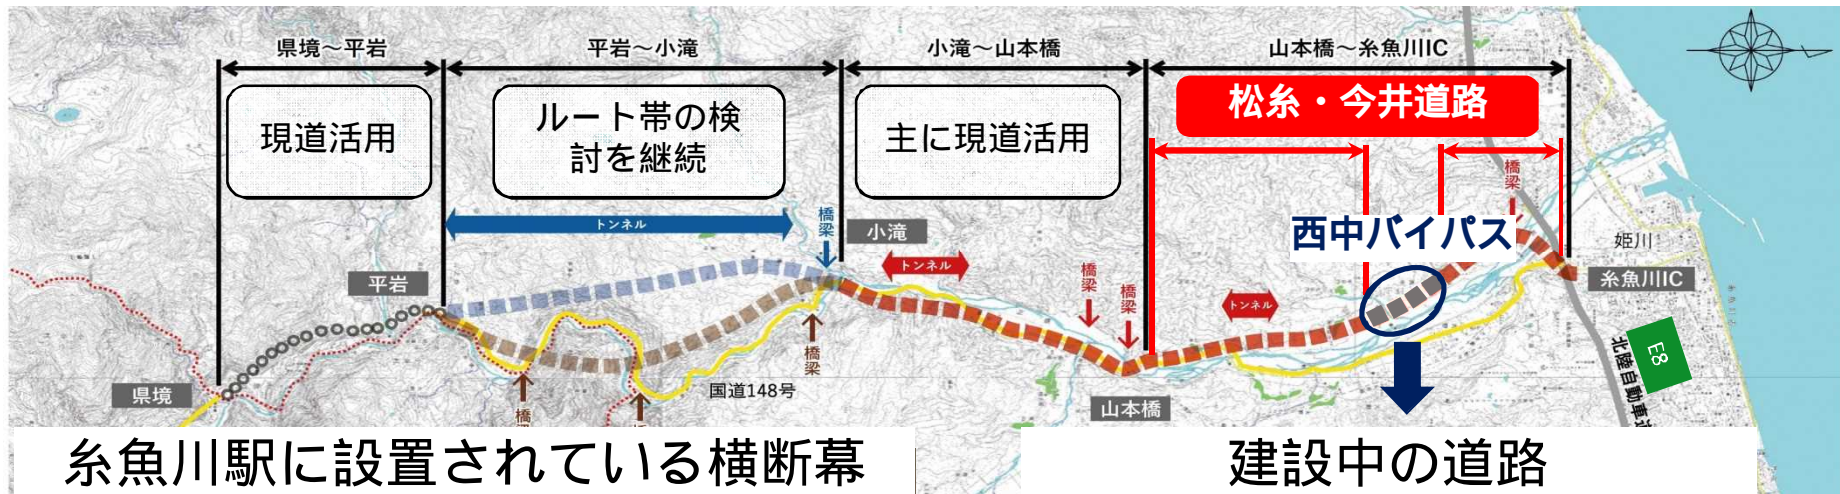 県境～平岩
平岩～小滝
小滝～山本橋
山本橋～糸魚川IC
現道活用
ルート帯の検
討を継続
主に現道活用
松糸・今井道路
トンネル
橋梁
小滝
トンネル
橋梁
西中バイパス
姫川
平岩
橋梁
橋梁
トンネル
糸魚川IC
県境
橋梁
国道148号
橋梁
山本橋
E8
北陸自動車道
糸魚川駅に設置されている横断幕
建設中の道路